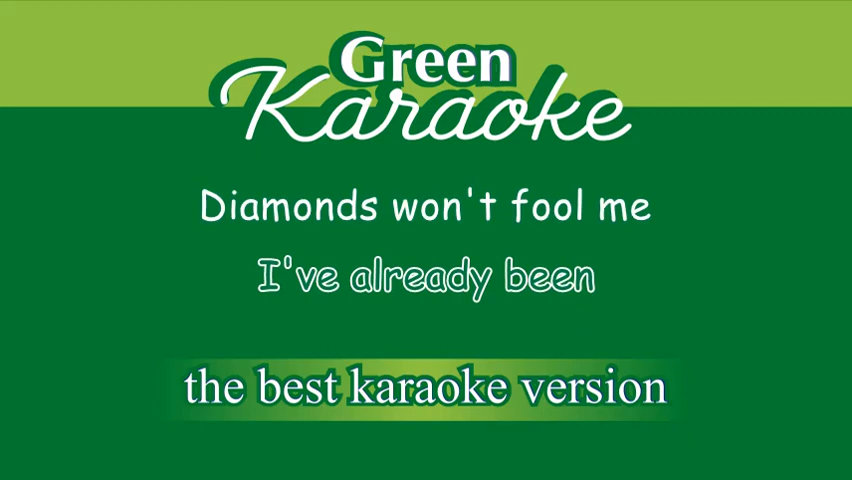 Green
Karaoke
Diamonds won't fool me
I've already been
the best karaoke version